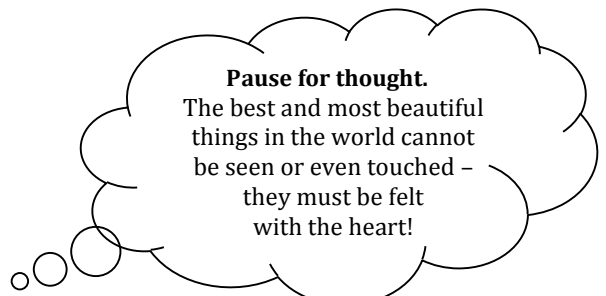 Pause for thought.
The best and most beautiful
things in the world cannot
be seen or even touched –
they must be felt
with the heart!